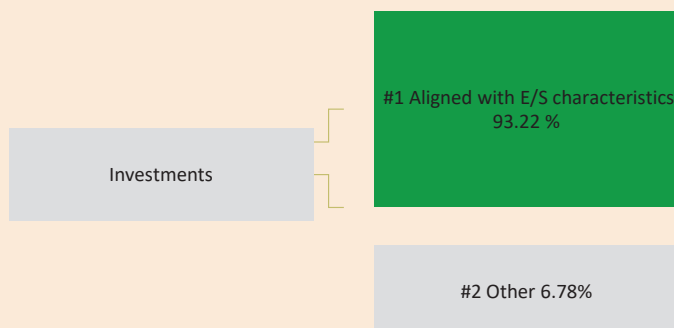 #1 Aligned with E/S characteristics
93.22 %
Investments
#2 Other 6.78%